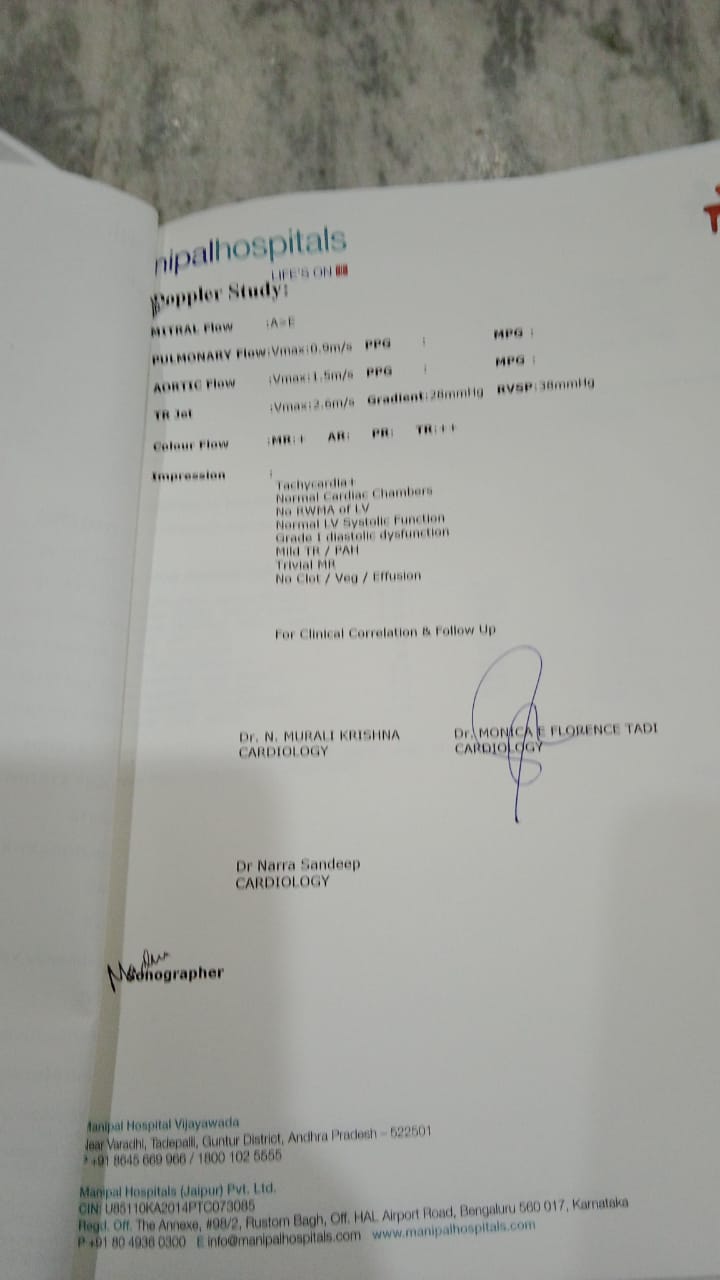 nipalhospitals
LIFE'S ON
Doppler Study:
MITRAL Flow :A>E
PULMONARY Flow:Vmax:0.9m/s PPG : MPG :
AORTIC Flow :Vmax:1.5m/s PPG : MPG :
TR Jet :Vmax:2.6m/s Gradient:28mmHg RVSP:38mmHg
Colour Flow :MR:+ AR: PR: TR:++
Impression :
Tachycardia+
Normal Cardiac Chambers
No RWMA of LV
Normal LV Systolic Function
Grade I diastolic dysfunction
Mild TR / PAH
Trivial MR
No Clot / Veg / Effusion
For Clinical Correlation & Follow Up
Dr. N. MURALI KRISHNA Dr. MONICA E FLORENCE TADI
CARDIOLOGY CARDIOLOGY
Dr Narra Sandeep
CARDIOLOGY
Sonographer
Manipal Hospital Vijayawada
Near Varadhi, Tadepalli, Guntur District, Andhra Pradesh – 522501
P +91 8645 669 966 / 1800 102 5555
Manipal Hospitals (Jaipur) Pvt. Ltd.
CIN: U85110KA2014PTC073085
Regd. Off. The Annexe, #98/2, Rustom Bagh, Off. HAL Airport Road, Bengaluru 560 017, Karnataka
P +91 80 4936 0300 E info@manipalhospitals.com www.manipalhospitals.com